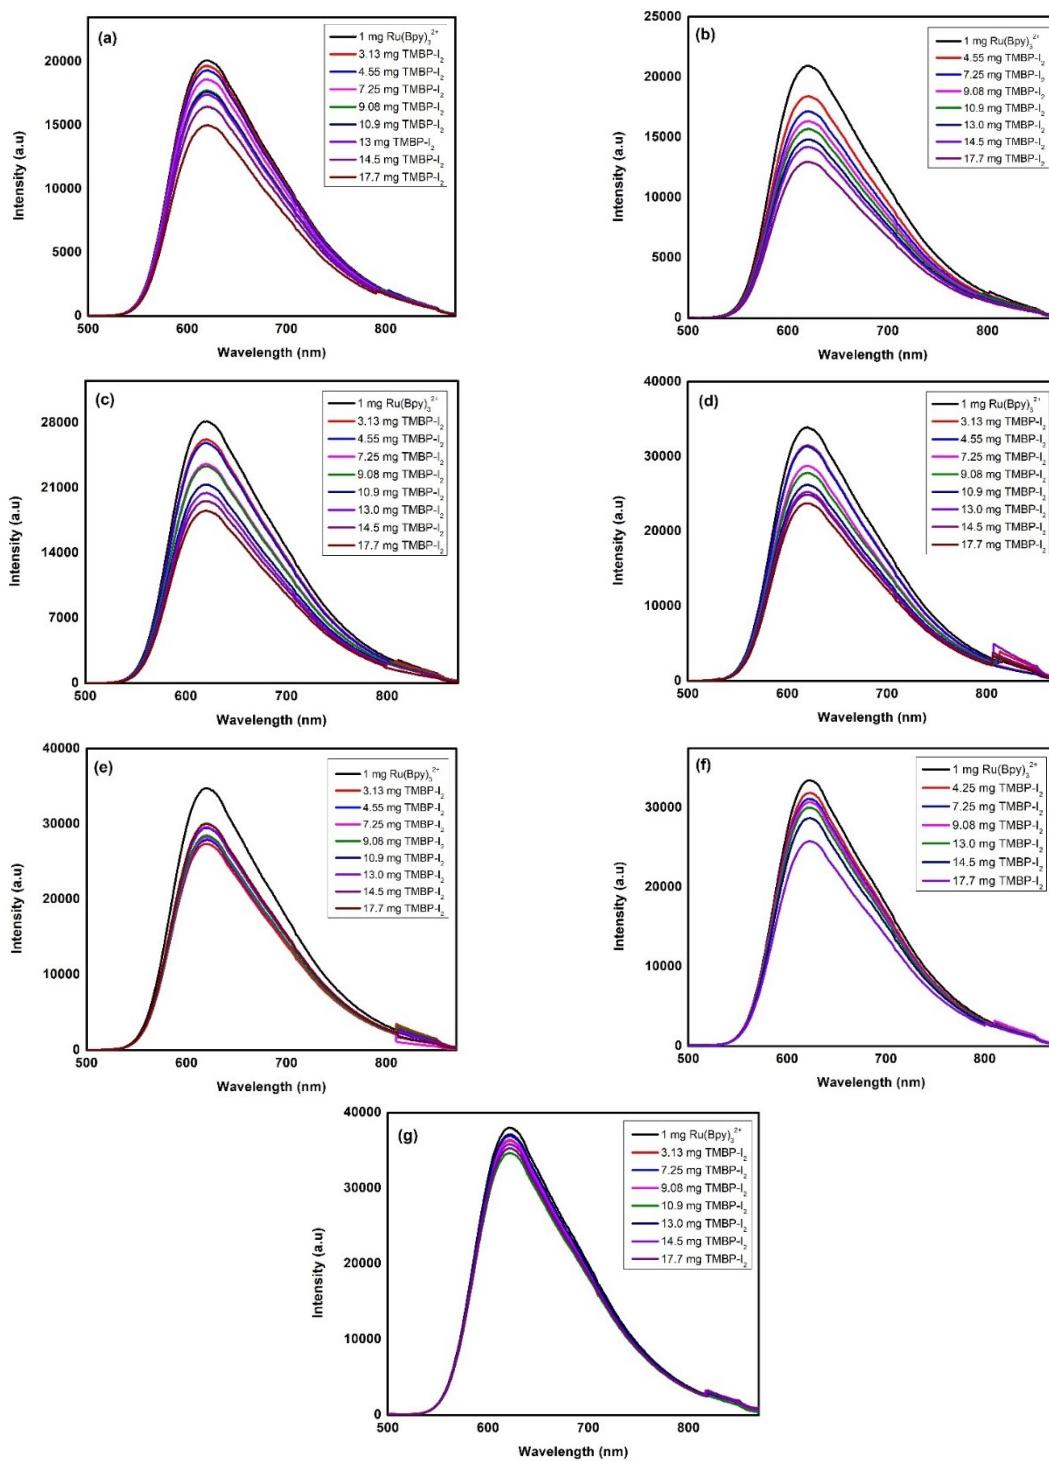 (a)
1 mg Ru(Bpy)₃²⁺
3.13 mg TMBP-I₂
4.55 mg TMBP-I₂
7.25 mg TMBP-I₂
9.08 mg TMBP-I₂
10.9 mg TMBP-I₂
13 mg TMBP-I₂
14.5 mg TMBP-I₂
17.7 mg TMBP-I₂
20000
15000
10000
5000
0
Intensity (a.u)
500 600 700 800
Wavelength (nm)
(b)
1 mg Ru(Bpy)₃²⁺
4.55 mg TMBP-I₂
7.25 mg TMBP-I₂
9.08 mg TMBP-I₂
10.9 mg TMBP-I₂
13.0 mg TMBP-I₂
14.5 mg TMBP-I₂
17.7 mg TMBP-I₂
25000
20000
15000
10000
5000
0
Intensity (a.u)
500 600 700 800
Wavelength (nm)
(c)
1 mg Ru(Bpy)₃²⁺
3.13 mg TMBP-I₂
4.55 mg TMBP-I₂
7.25 mg TMBP-I₂
9.08 mg TMBP-I₂
10.9 mg TMBP-I₂
13.0 mg TMBP-I₂
14.5 mg TMBP-I₂
17.7 mg TMBP-I₂
28000
21000
14000
7000
0
Intensity (a.u)
500 600 700 800
Wavelength (nm)
(d)
1 mg Ru(Bpy)₃²⁺
3.13 mg TMBP-I₂
4.55 mg TMBP-I₂
7.25 mg TMBP-I₂
9.08 mg TMBP-I₂
10.9 mg TMBP-I₂
13.0 mg TMBP-I₂
14.5 mg TMBP-I₂
17.7 mg TMBP-I₂
40000
30000
20000
10000
0
Intensity (a.u)
500 600 700 800
Wavelength (nm)
(e)
1 mg Ru(Bpy)₃²⁺
3.13 mg TMBP-I₂
4.55 mg TMBP-I₂
7.25 mg TMBP-I₂
9.08 mg TMBP-I₂
10.9 mg TMBP-I₂
13.0 mg TMBP-I₂
14.5 mg TMBP-I₂
17.7 mg TMBP-I₂
40000
30000
20000
10000
0
Intensity (a.u)
500 600 700 800
Wavelength (nm)
(f)
1 mg Ru(Bpy)₃²⁺
4.25 mg TMBP-I₂
7.25 mg TMBP-I₂
9.08 mg TMBP-I₂
13.0 mg TMBP-I₂
14.5 mg TMBP-I₂
17.7 mg TMBP-I₂
30000
20000
10000
0
Intensity (a.u)
500 600 700 800
Wavelength (nm)
(g)
1 mg Ru(Bpy)₃²⁺
3.13 mg TMBP-I₂
7.25 mg TMBP-I₂
9.08 mg TMBP-I₂
10.9 mg TMBP-I₂
13.0 mg TMBP-I₂
14.5 mg TMBP-I₂
17.7 mg TMBP-I₂
40000
30000
20000
10000
0
Intensity (a.u)
500 600 700 800
Wavelength (nm)